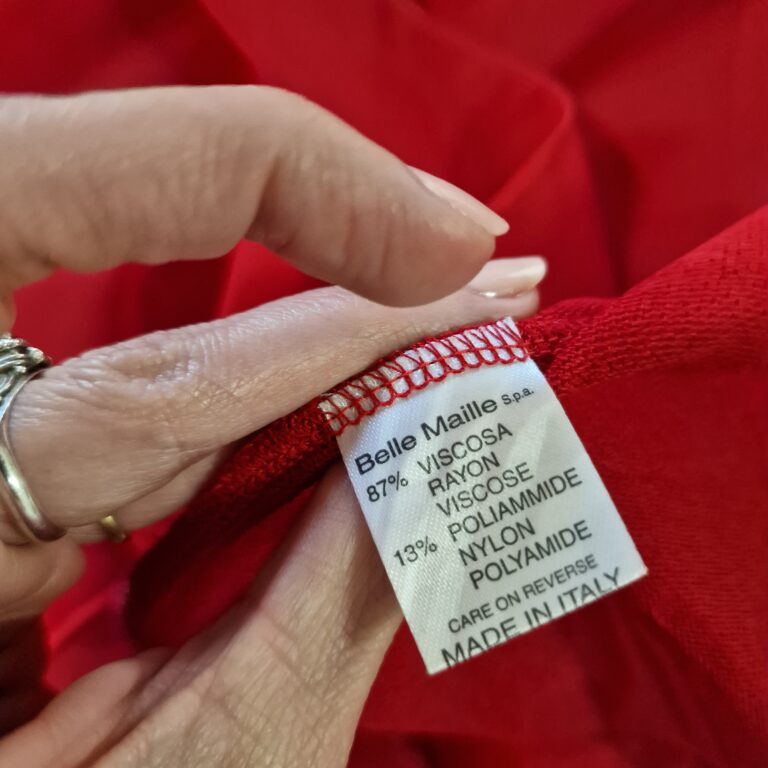 Belle Maille S.p.a.
87% VISCOSA
RAYON
VISCOSE
13% POLIAMMIDE
NYLON
POLYAMIDE
CARE ON REVERSE
MADE IN ITALY